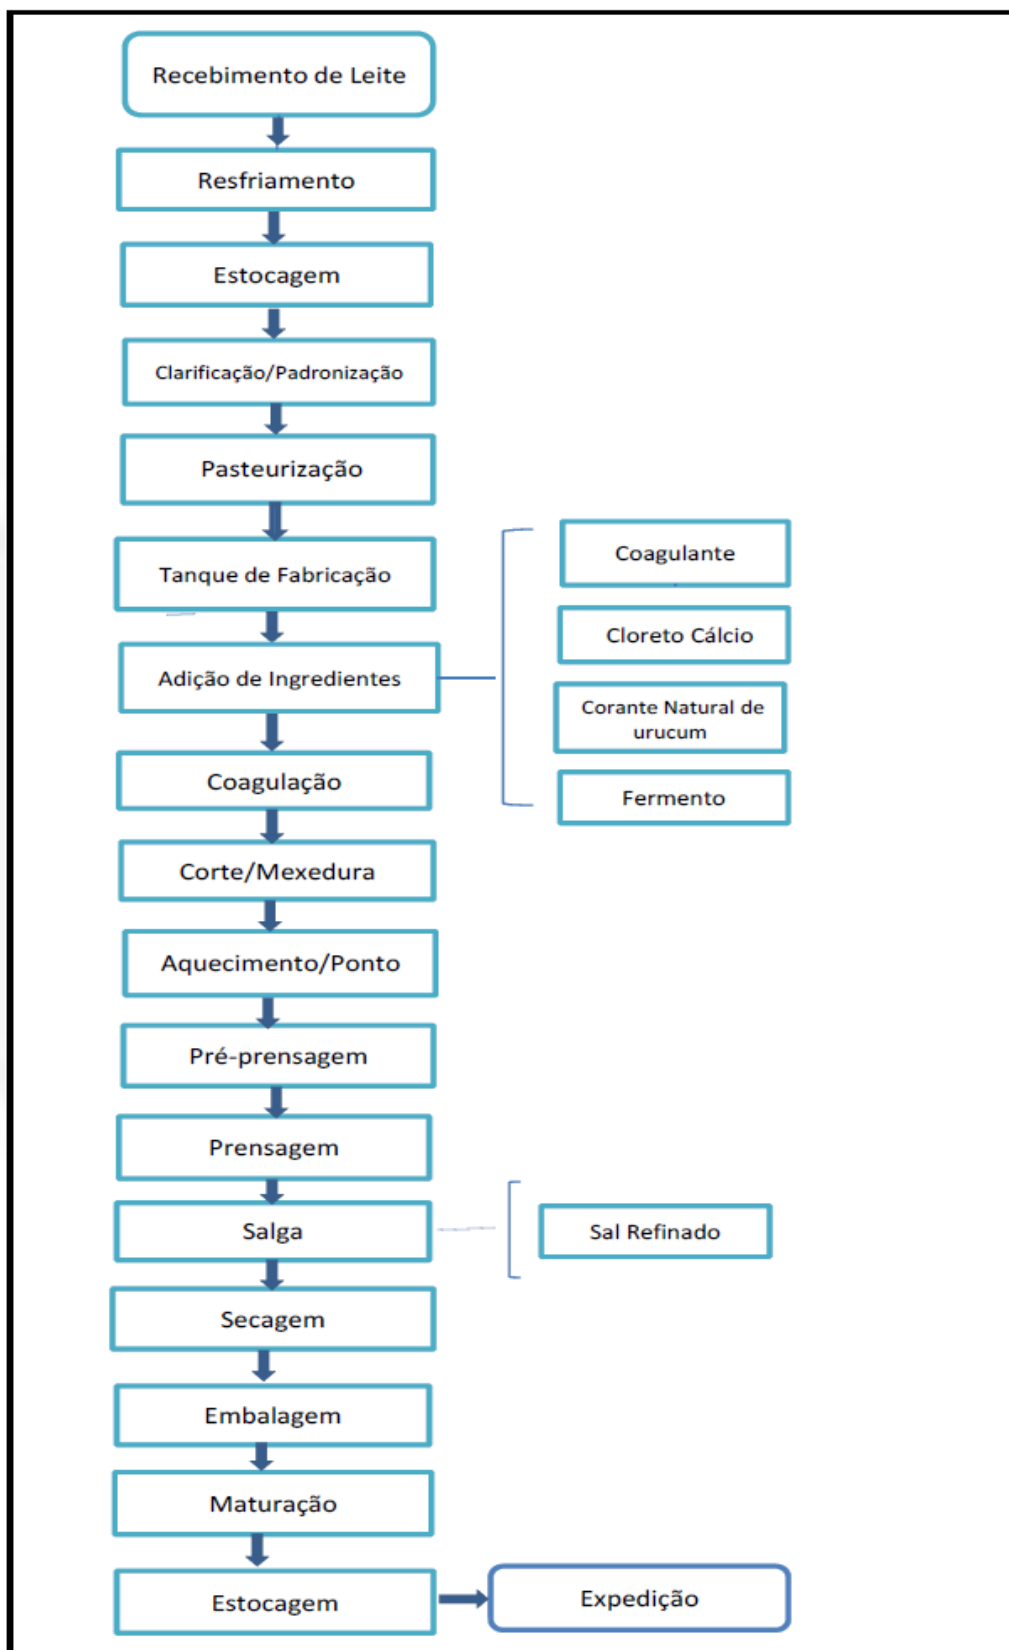 Recebimento de Leite
Resfriamento
Estocagem
Clarificação/Padronização
Pasteurização
Tanque de Fabricação
Adição de Ingredientes
Coagulante
Cloreto Cálcio
Corante Natural de
urucum
Fermento
Coagulação
Corte/Mexedura
Aquecimento/Ponto
Pré-prensagem
Prensagem
Salga
Sal Refinado
Secagem
Embalagem
Maturação
Estocagem
Expedição